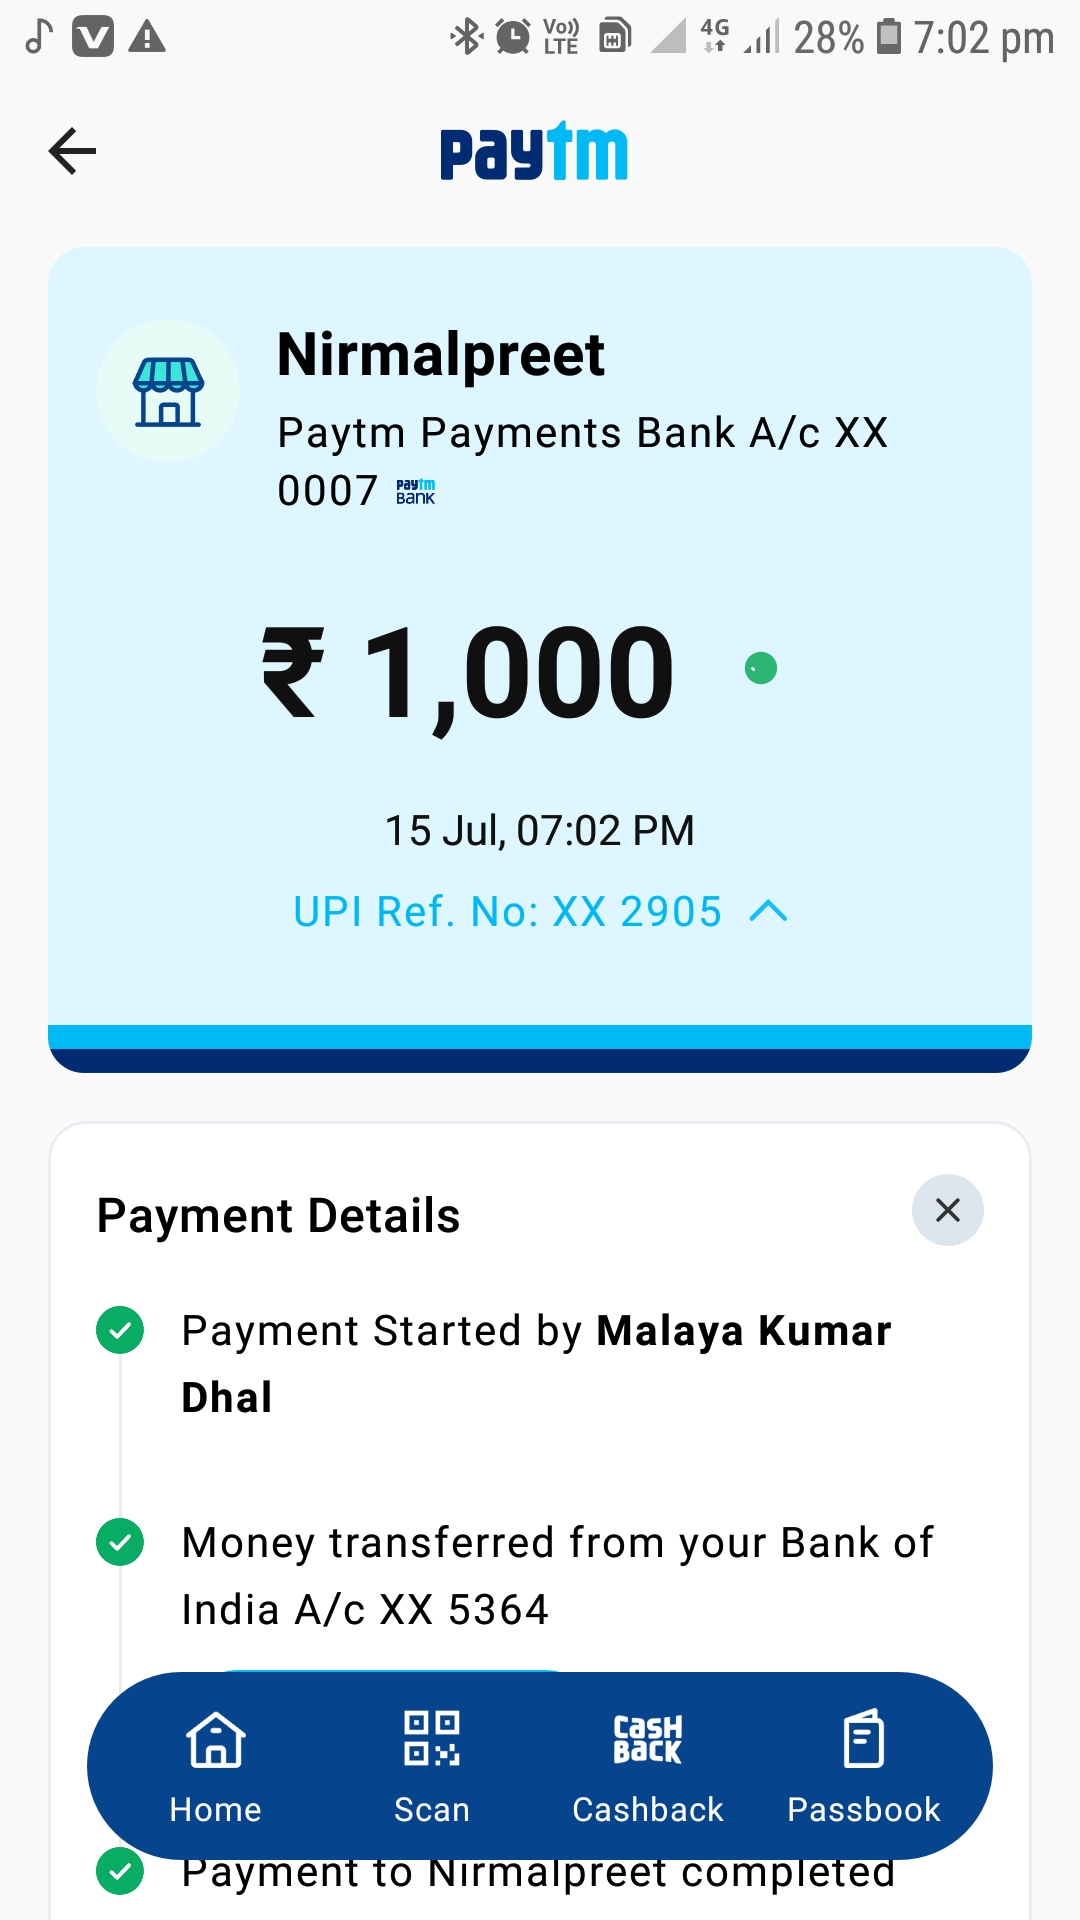 Vo)) LTE 4G 28% 7:02 pm
paytm
Nirmalpreet
Paytm Payments Bank A/c XX
0007 paytm BANK
₹ 1,000
15 Jul, 07:02 PM
UPI Ref. No: XX 2905
Payment Details
Payment Started by Malaya Kumar
Dhal
Money transferred from your Bank of
India A/c XX 5364
CASH BACK
Home Scan Cashback Passbook
Payment to Nirmalpreet completed